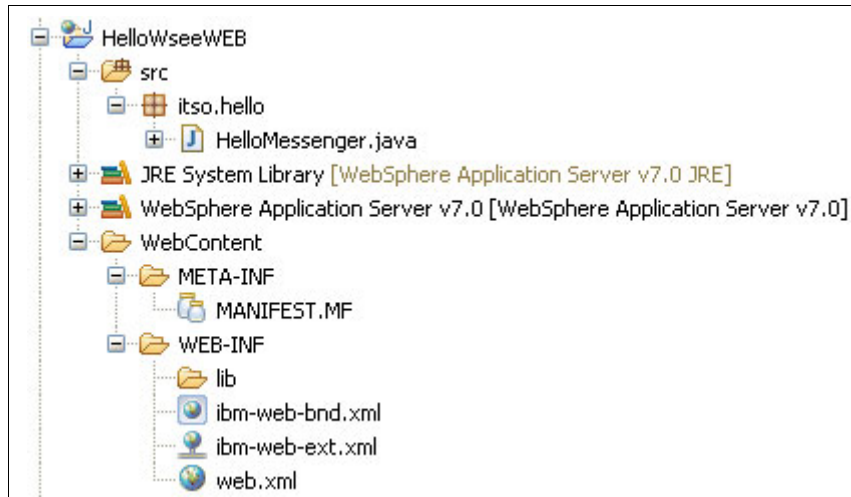 HelloWseeWEB
src
itso.hello
HelloMessenger.java
JRE System Library [WebSphere Application Server v7.0 JRE]
WebSphere Application Server v7.0 [WebSphere Application Server v7.0]
WebContent
META-INF
MANIFEST.MF
WEB-INF
lib
ibm-web-bnd.xml
ibm-web-ext.xml
web.xml